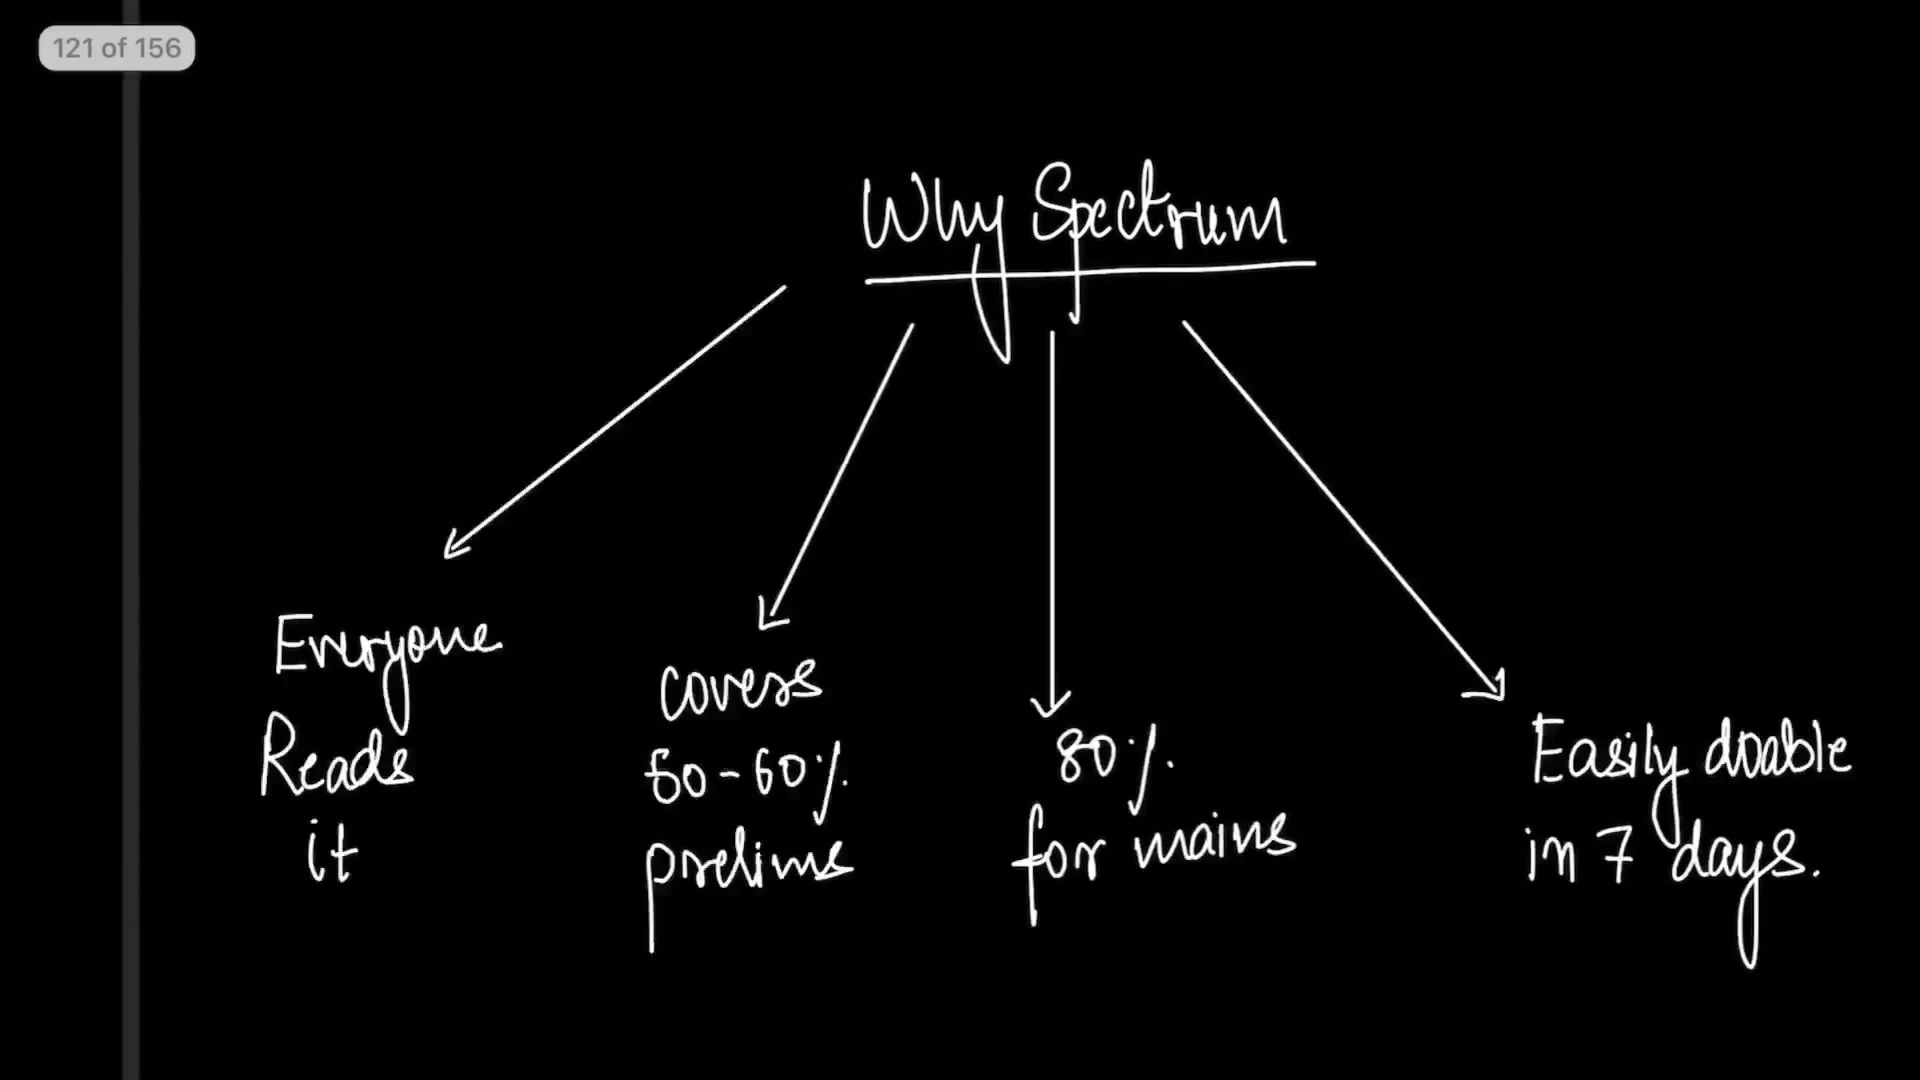 121 of 156
Why Spectrum
Everyone
Reads
it
covers
50-60%
prelims
80%
for mains
Easily doable
in 7 days.